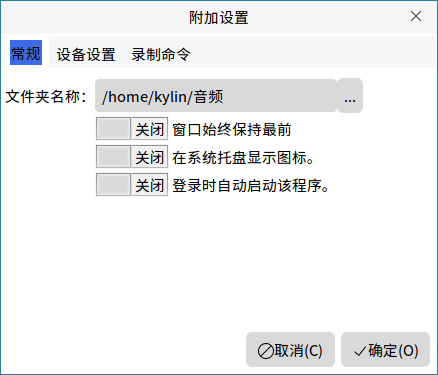 附加设置
常规 设备设置 录制命令
文件夹名称： /home/kylin/音频 ...
关闭 窗口始终保持最前
关闭 在系统托盘显示图标。
关闭 登录时自动启动该程序。
取消(C) 确定(O)